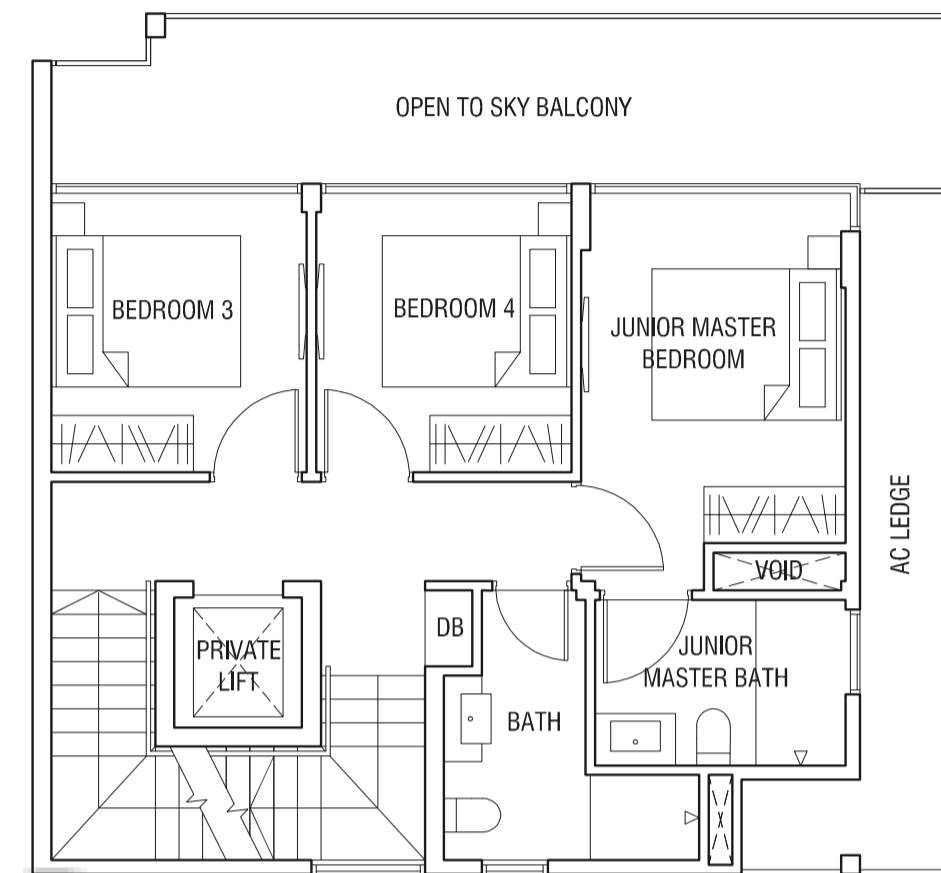 OPEN TO SKY BALCONY
BEDROOM 3
BEDROOM 4
JUNIOR MASTER
BEDROOM
AC LEDGE
VOID
PRIVATE
LIFT
DB
JUNIOR
MASTER BATH
BATH